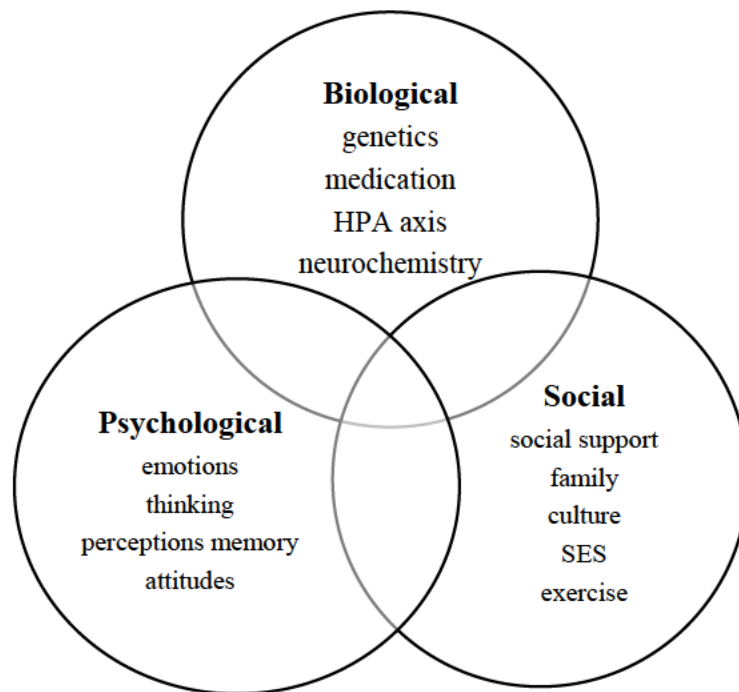 Biological
genetics
medication
HPA axis
neurochemistry
Psychological
emotions
thinking
perceptions memory
attitudes
Social
social support
family
culture
SES
exercise